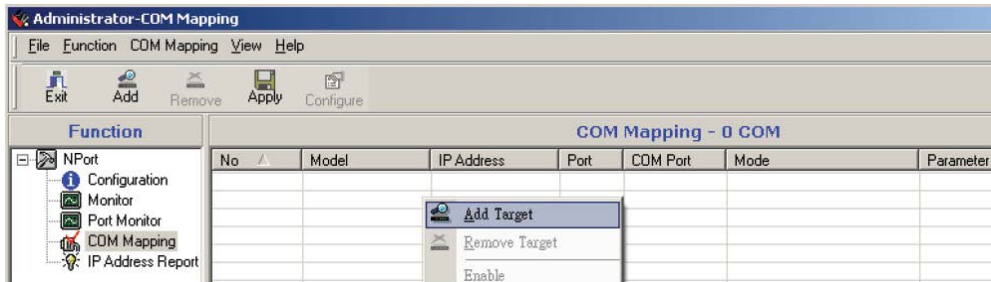 Administrator-COM Mapping
File Function COM Mapping View Help
Exit Add Remove Apply Configure
Function
COM Mapping - 0 COM
NPort
Configuration
Monitor
Port Monitor
COM Mapping
IP Address Report
No Model IP Address Port COM Port Mode Parameter
Add Target
Remove Target
Enable